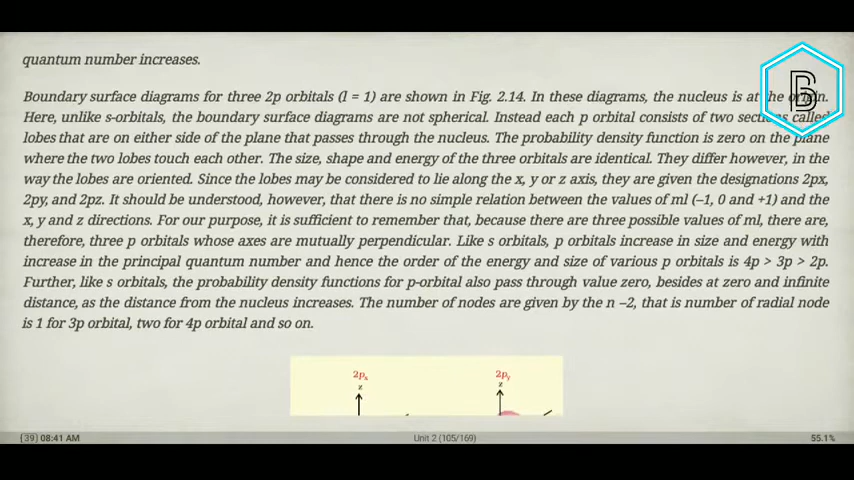 quantum number increases.
Boundary surface diagrams for three 2p orbitals (l = 1) are shown in Fig. 2.14. In these diagrams, the nucleus is at the origin.
Here, unlike s-orbitals, the boundary surface diagrams are not spherical. Instead each p orbital consists of two sections called
lobes that are on either side of the plane that passes through the nucleus. The probability density function is zero on the plane
where the two lobes touch each other. The size, shape and energy of the three orbitals are identical. They differ however, in the
way the lobes are oriented. Since the lobes may be considered to lie along the x, y or z axis, they are given the designations 2px,
2py, and 2pz. It should be understood, however, that there is no simple relation between the values of ml (–1, 0 and +1) and the
x, y and z directions. For our purpose, it is sufficient to remember that, because there are three possible values of ml, there are,
therefore, three p orbitals whose axes are mutually perpendicular. Like s orbitals, p orbitals increase in size and energy with
increase in the principal quantum number and hence the order of the energy and size of various p orbitals is 4p > 3p > 2p.
Further, like s orbitals, the probability density functions for p-orbital also pass through value zero, besides at zero and infinite
distance, as the distance from the nucleus increases. The number of nodes are given by the n –2, that is number of radial node
is 1 for 3p orbital, two for 4p orbital and so on.
2px 2py
z z
{39} 08:41 AM Unit 2 (105/169) 55.1%
B